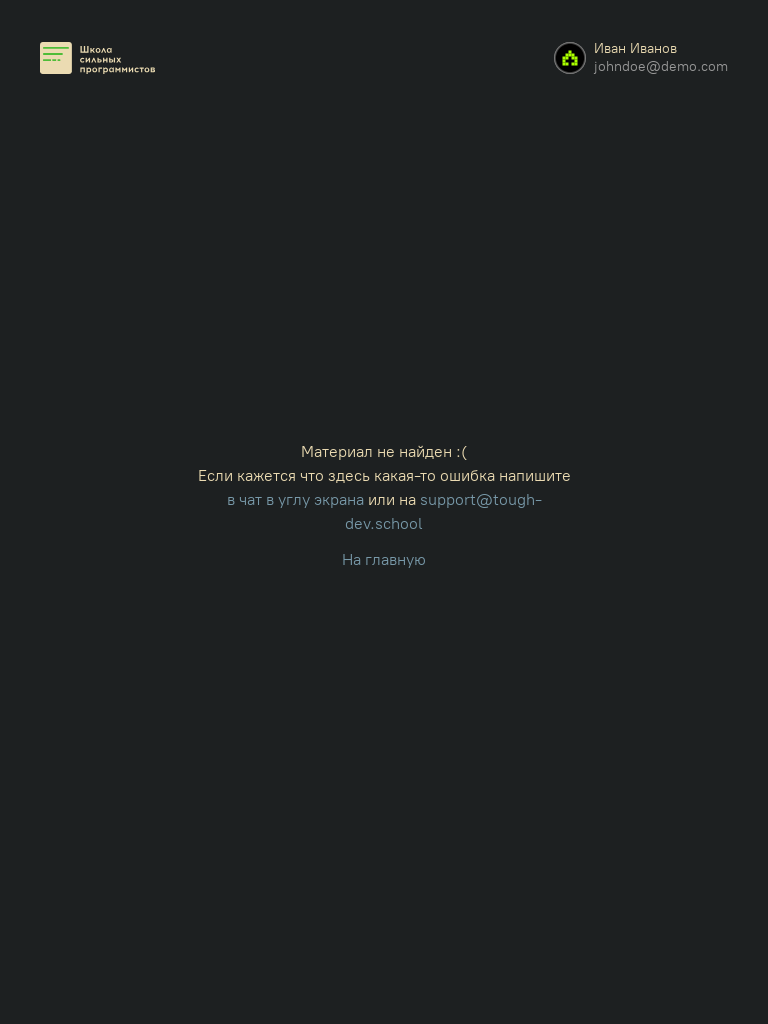 Школа
сильных
программистов
Иван Иванов
johndoe@demo.com
Материал не найден :(
Если кажется что здесь какая-то ошибка напишите
в чат в углу экрана или на support@tough-
dev.school
На главную